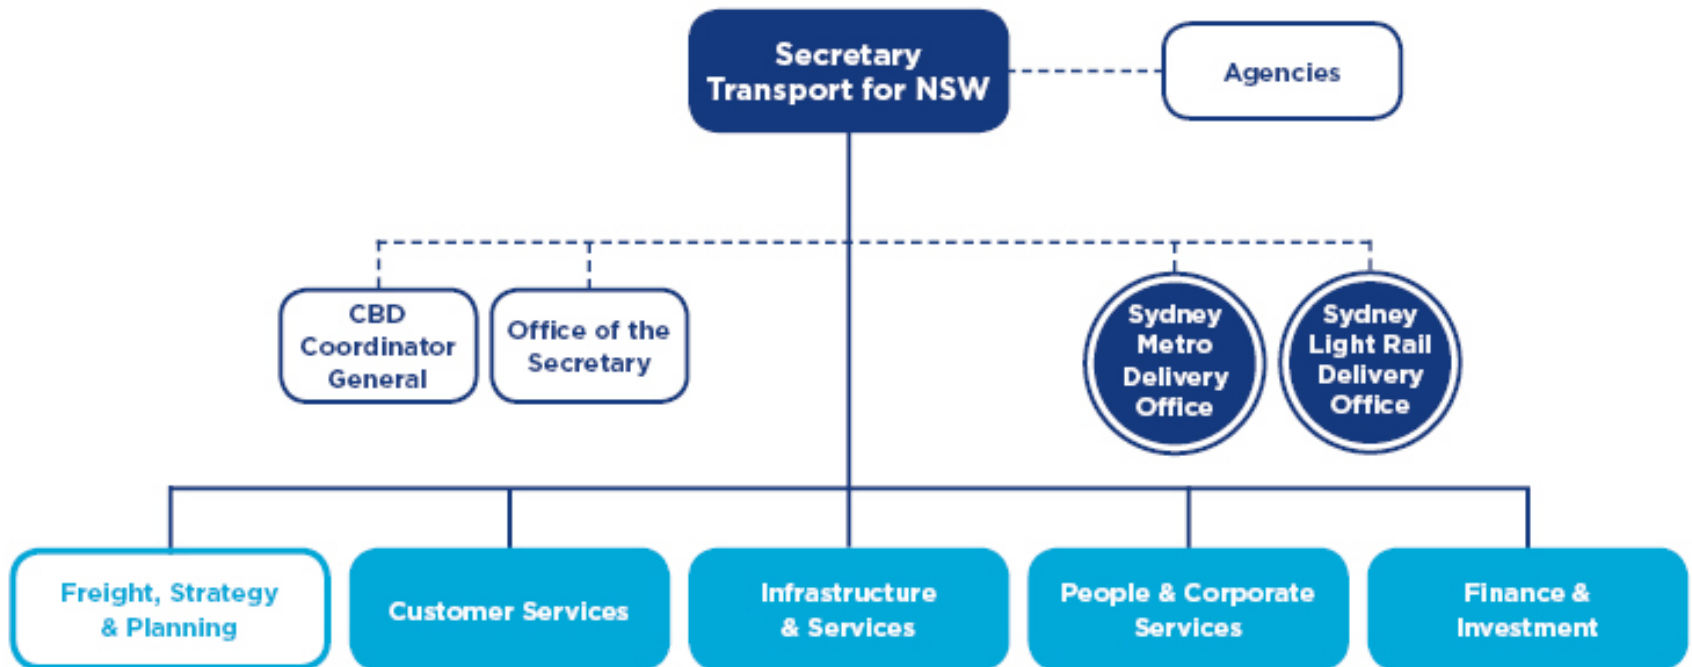 Secretary
Transport for NSW
Agencies
CBD
Coordinator
General
Office of the
Secretary
Sydney
Metro
Delivery
Office
Sydney
Light Rail
Delivery
Office
Freight, Strategy
& Planning
Customer Services
Infrastructure
& Services
People & Corporate
Services
Finance &
Investment